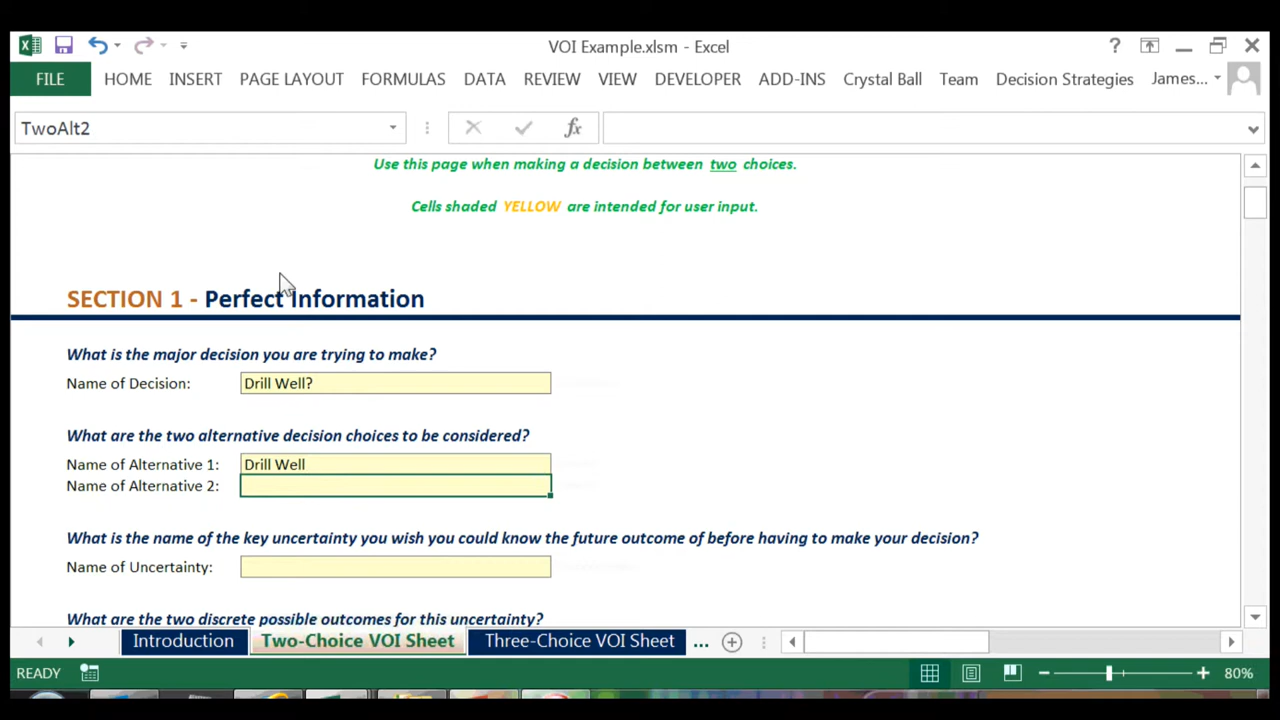 VOI Example.xlsm - Excel
?
FILE HOME INSERT PAGE LAYOUT FORMULAS DATA REVIEW VIEW DEVELOPER ADD-INS Crystal Ball Team Decision Strategies James...
TwoAlt2 fx
Use this page when making a decision between two choices.
Cells shaded YELLOW are intended for user input.
SECTION 1 - Perfect Information
What is the major decision you are trying to make?
Name of Decision: Drill Well?
What are the two alternative decision choices to be considered?
Name of Alternative 1: Drill Well
Name of Alternative 2:
What is the name of the key uncertainty you wish you could know the future outcome of before having to make your decision?
Name of Uncertainty:
What are the two discrete possible outcomes for this uncertainty?
Introduction Two-Choice VOI Sheet Three-Choice VOI Sheet ...
READY 80%